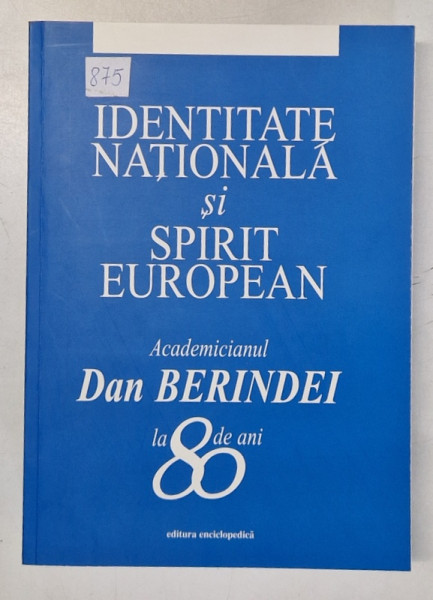 875
IDENTITATE
NAȚIONALĂ
și
SPIRIT
EUROPEAN
Academicianul
Dan BERINDEI
la 80 de ani
editura enciclopedică